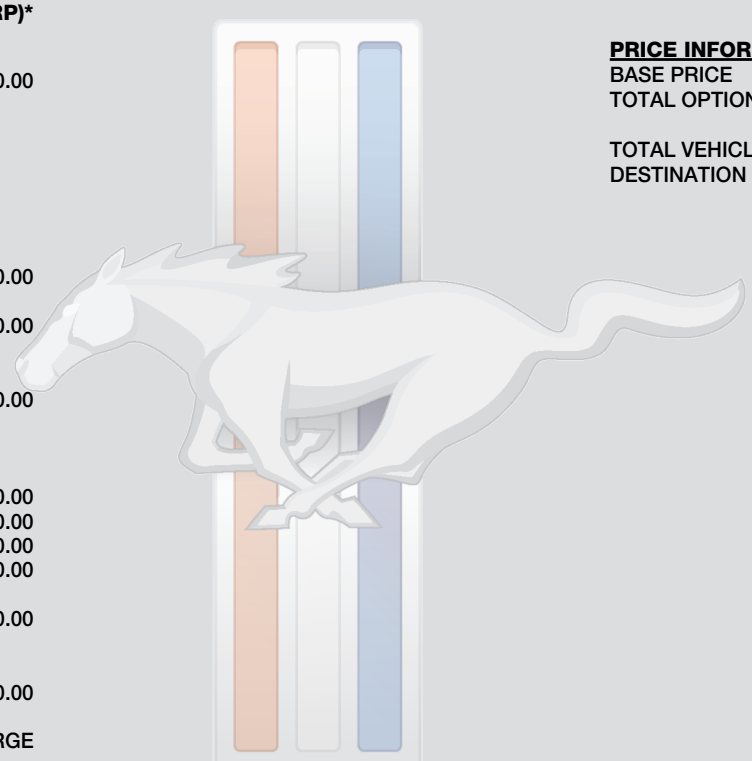 RP)*
0.00
0.00
0.00
0.00
0.00
0.00
0.00
0.00
0.00
0.00
RGE
PRICE INFOR
BASE PRICE
TOTAL OPTION
TOTAL VEHICL
DESTINATION